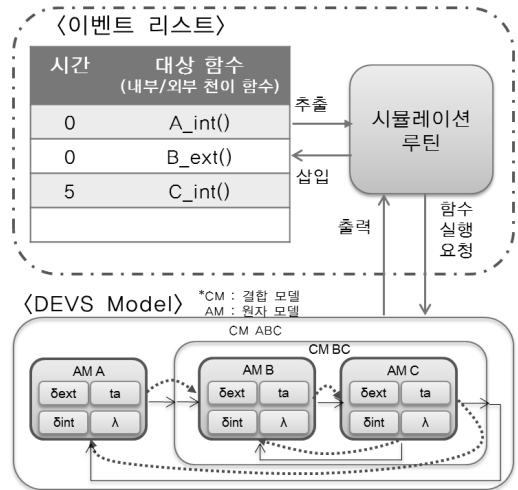 〈이벤트 리스트〉
시간 대상 함수
(내부/외부 천이 함수)
0 A_int()
0 B_ext()
5 C_int()
추출
삽입
시뮬레이션
루틴
출력
함수
실행
요청
〈DEVS Model〉
*CM : 결합 모델
AM : 원자 모델
CM ABC
CM BC
AM A
δext ta
δint λ
AM B
δext ta
δint λ
AM C
δext ta
δint λ